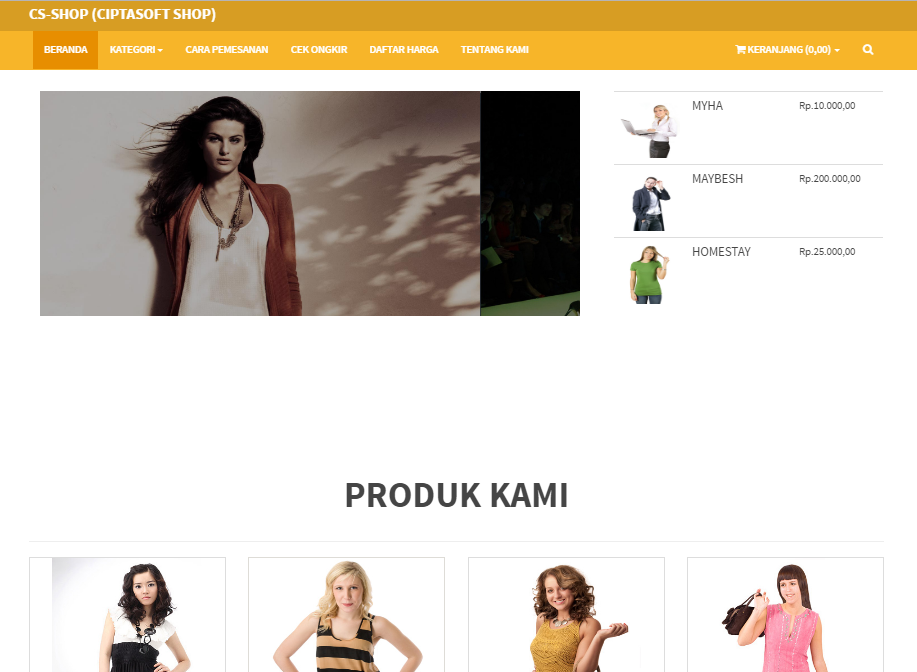 CS-SHOP (CIPTASOFT SHOP)
BERANDA KATEGORI CARA PEMESANAN CEK ONGKIR DAFTAR HARGA TENTANG KAMI KERANJANG (0,00)
MYHA Rp.10.000,00
MAYBESH Rp.200.000,00
HOMESTAY Rp.25.000,00
PRODUK KAMI